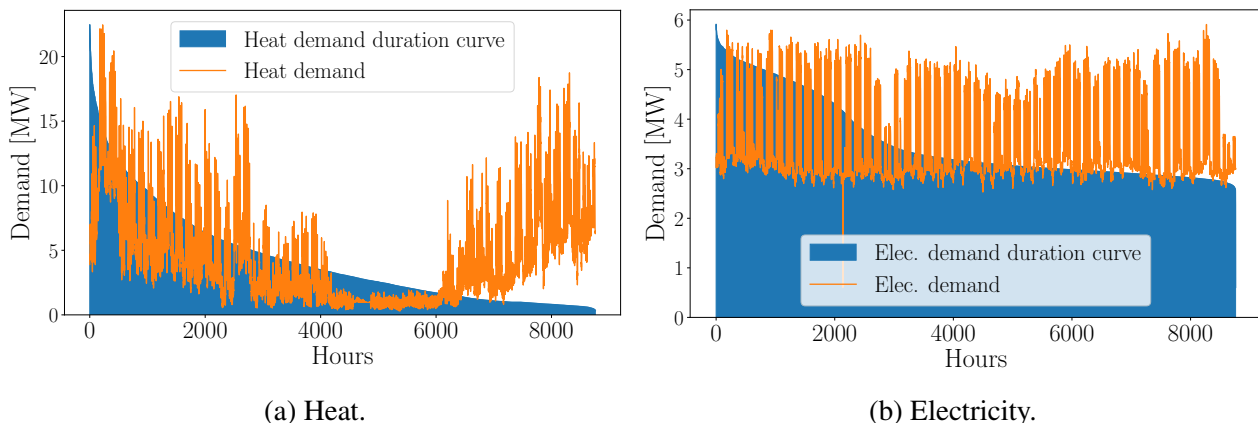 Demand [MW]
20
15
10
5
0
Heat demand duration curve
Heat demand
0 2000 4000 6000 8000
Hours
(a) Heat.
Demand [MW]
6
5
4
3
2
1
0
Elec. demand duration curve
Elec. demand
0 2000 4000 6000 8000
Hours
(b) Electricity.